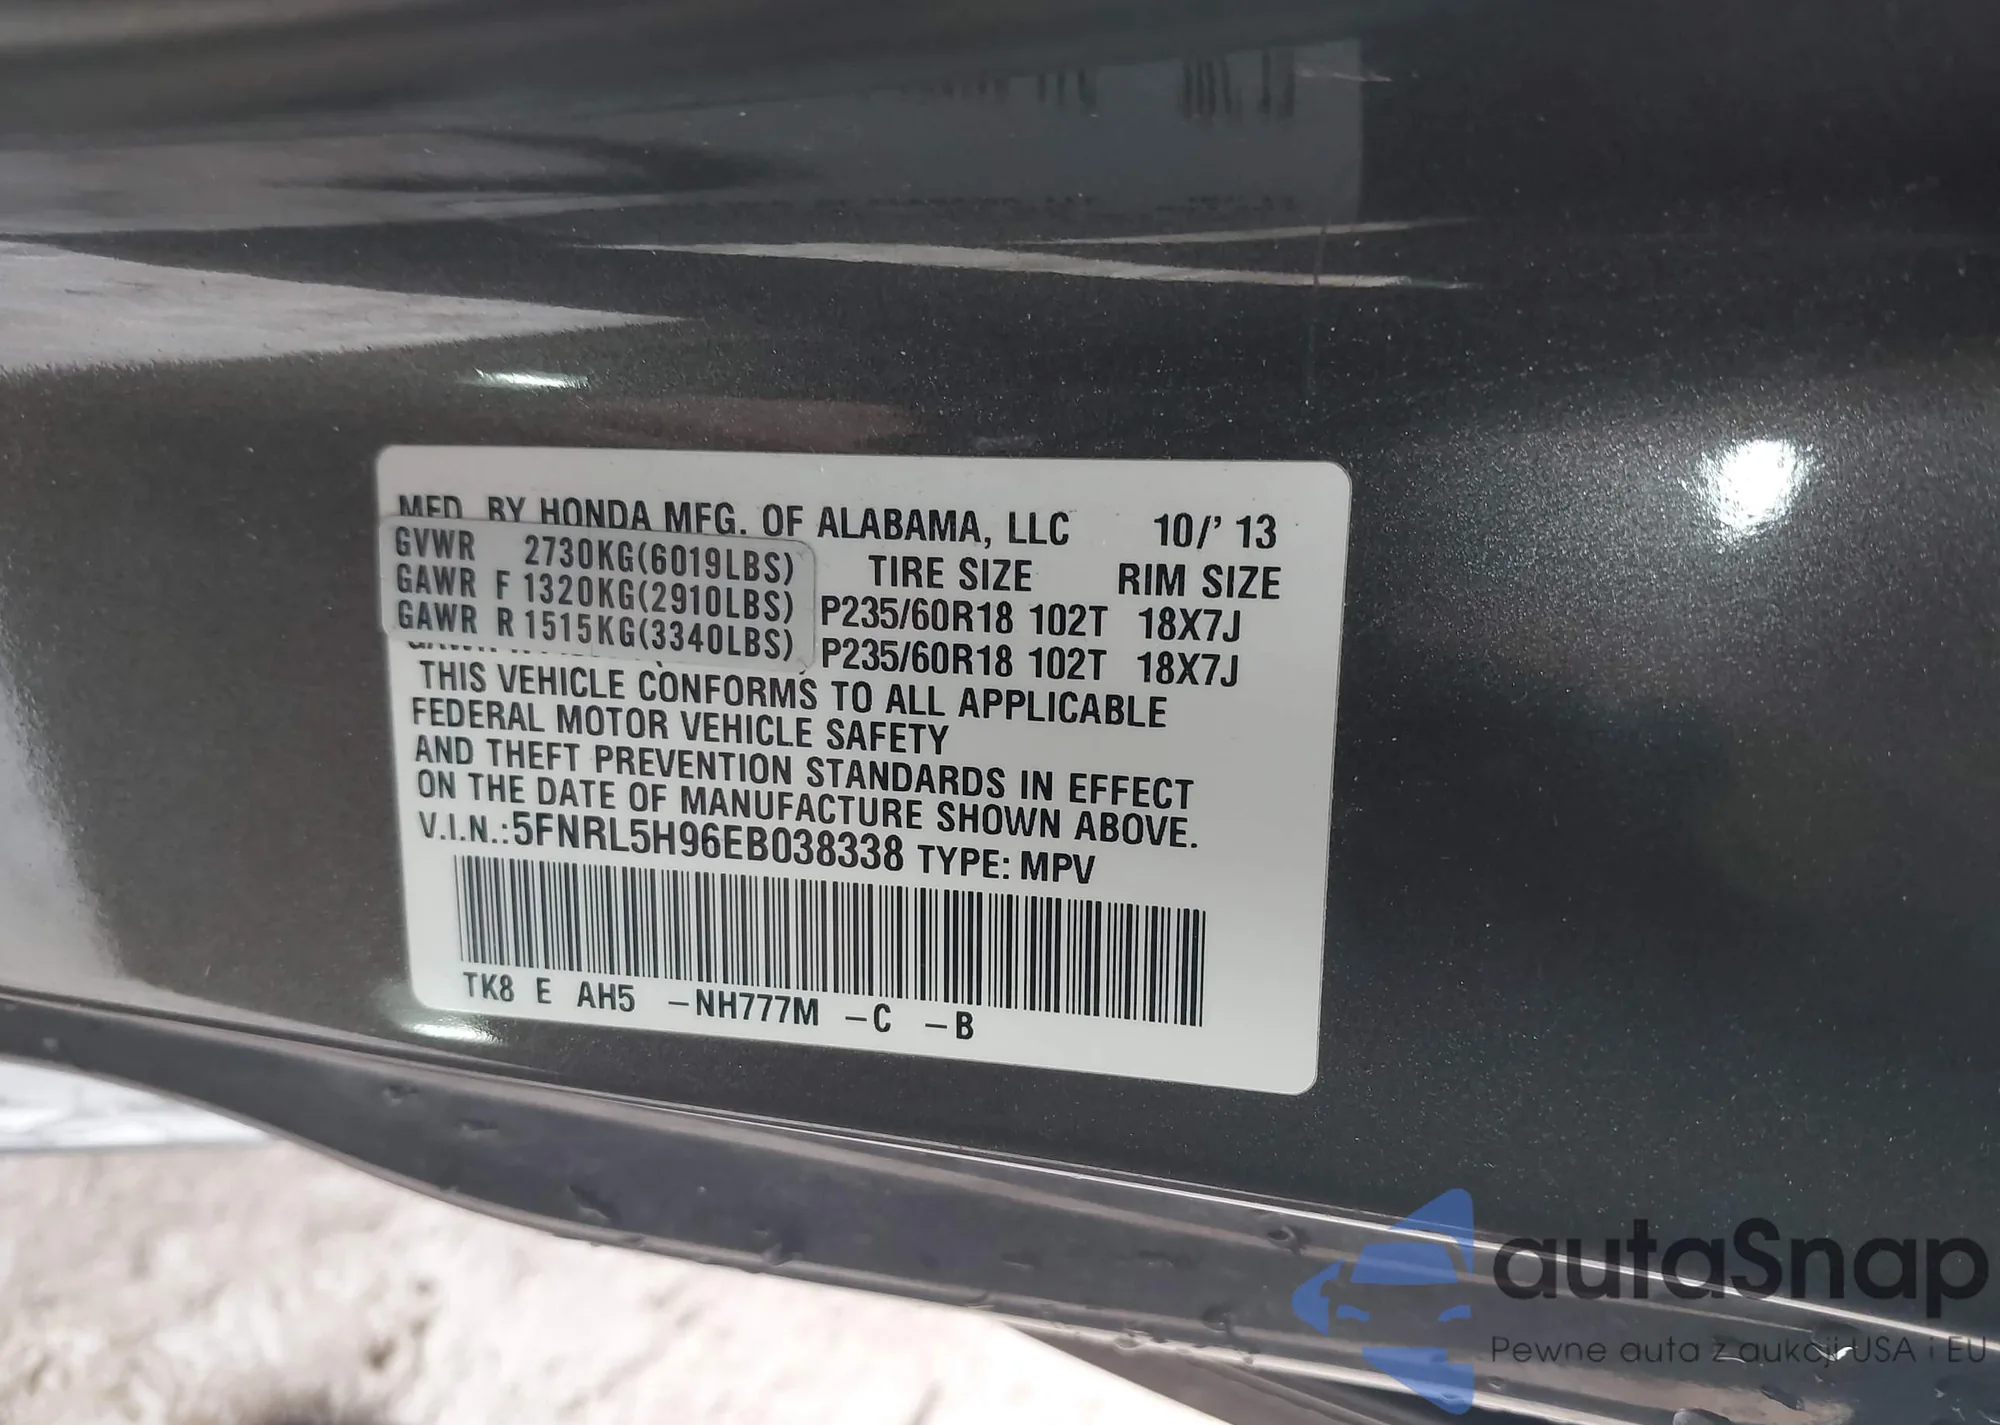 MFD. BY HONDA MFG. OF ALABAMA, LLC 10/' 13
GVWR 2730KG(6019LBS) TIRE SIZE RIM SIZE
GAWR F 1320KG(2910LBS) P235/60R18 102T 18X7J
GAWR R 1515KG(3340LBS) P235/60R18 102T 18X7J
THIS VEHICLE CONFORMS TO ALL APPLICABLE
FEDERAL MOTOR VEHICLE SAFETY
AND THEFT PREVENTION STANDARDS IN EFFECT
ON THE DATE OF MANUFACTURE SHOWN ABOVE.
V.I.N.:5FNRL5H96EB038338 TYPE: MPV
TK8 E AH5 -NH777M -C -B
autaSnap
Pewne auta z aukcji USA i EU